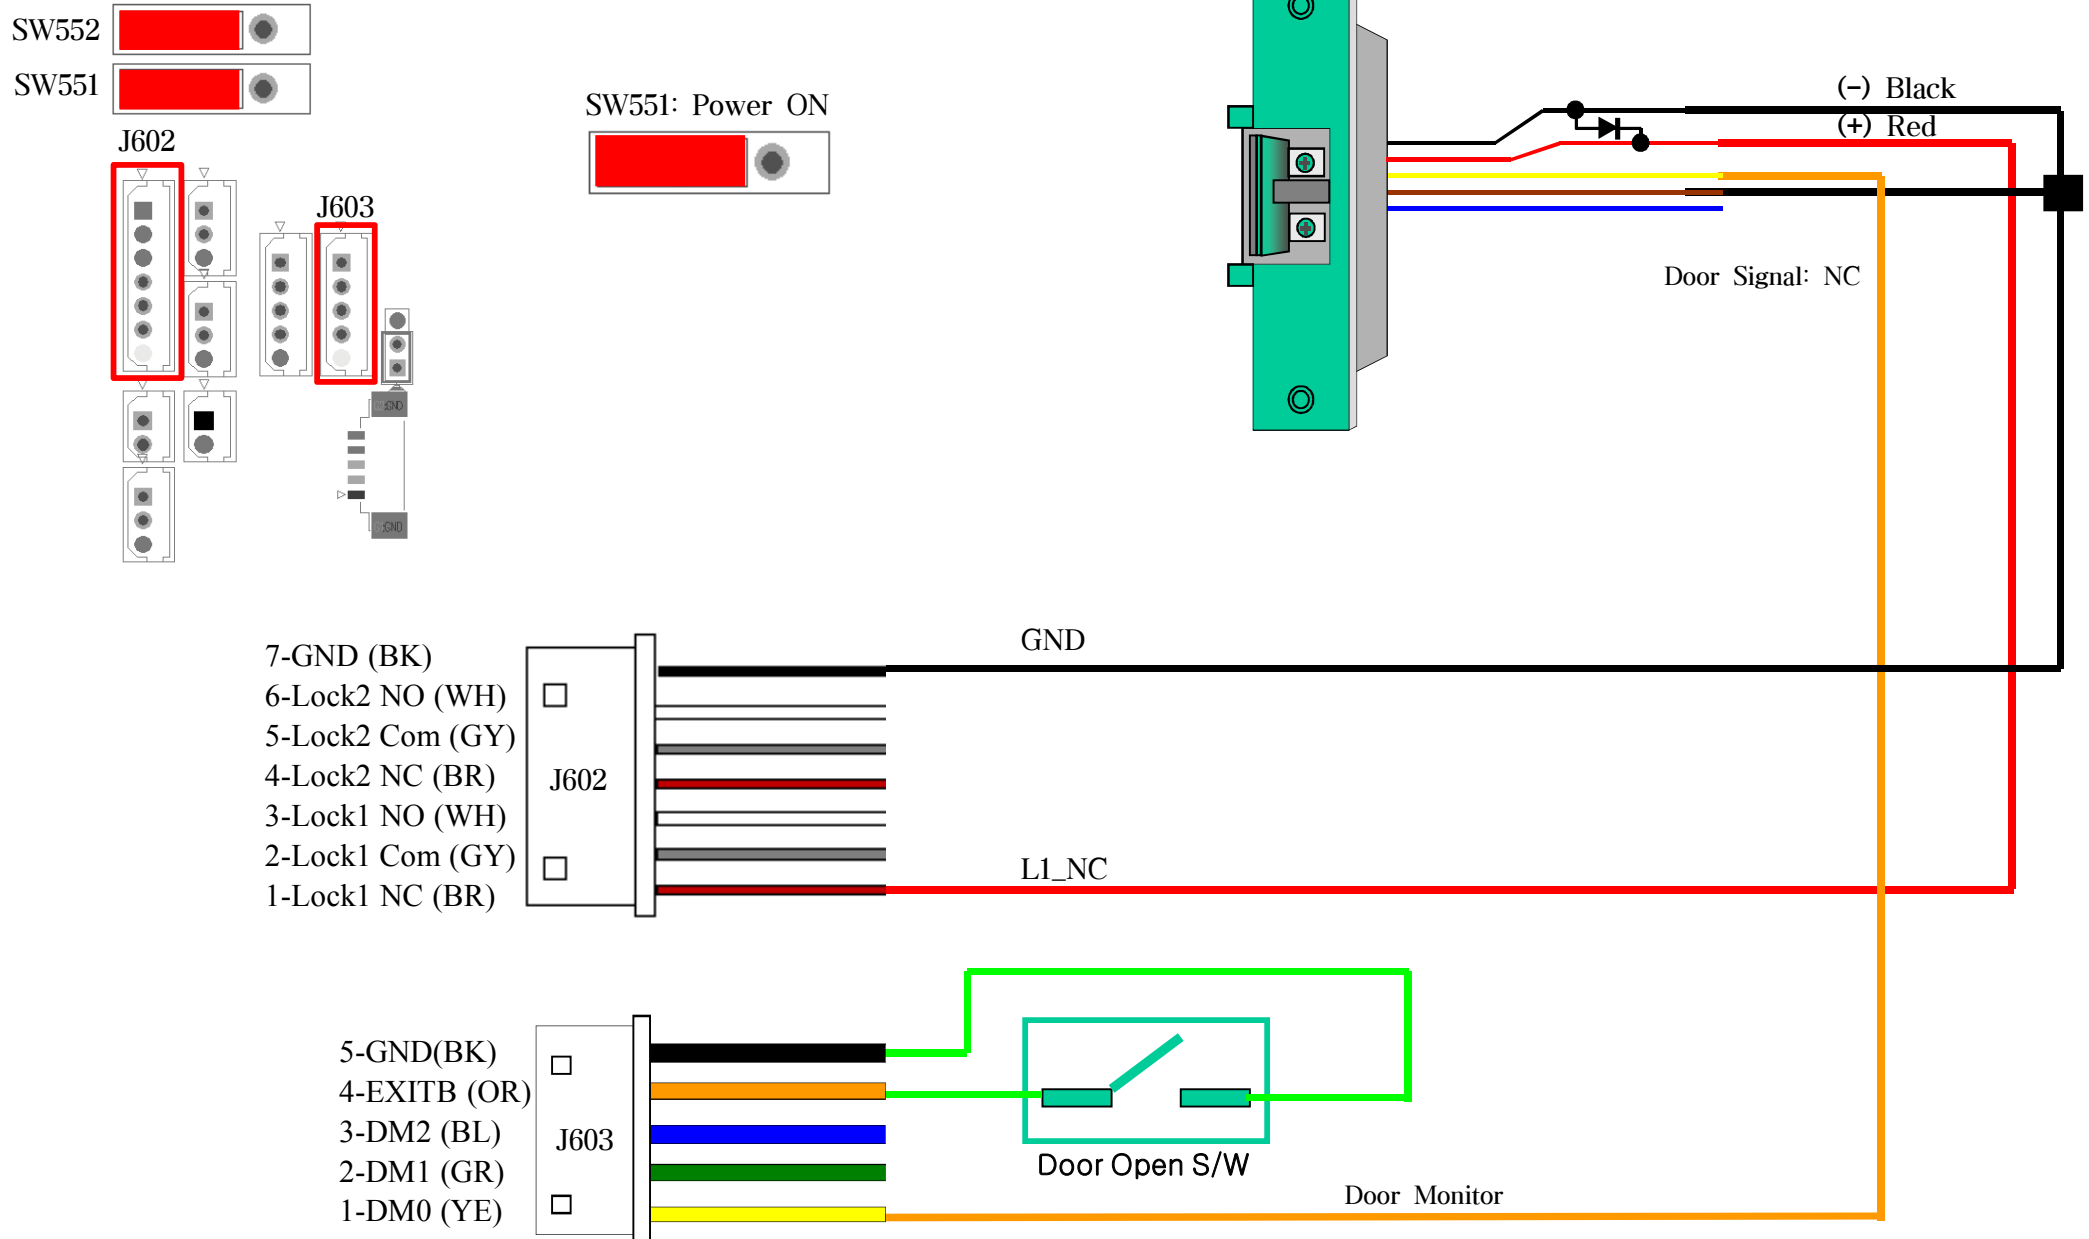 SW552
SW551
J602
J603
SW551: Power ON
(-) Black
(+) Red
Door Signal: NC
:GND
:GND
7-GND (BK)
6-Lock2 NO (WH)
5-Lock2 Com (GY)
4-Lock2 NC (BR)
3-Lock1 NO (WH)
2-Lock1 Com (GY)
1-Lock1 NC (BR)
J602
GND
L1_NC
5-GND(BK)
4-EXITB (OR)
3-DM2 (BL)
2-DM1 (GR)
1-DM0 (YE)
J603
Door Open S/W
Door Monitor